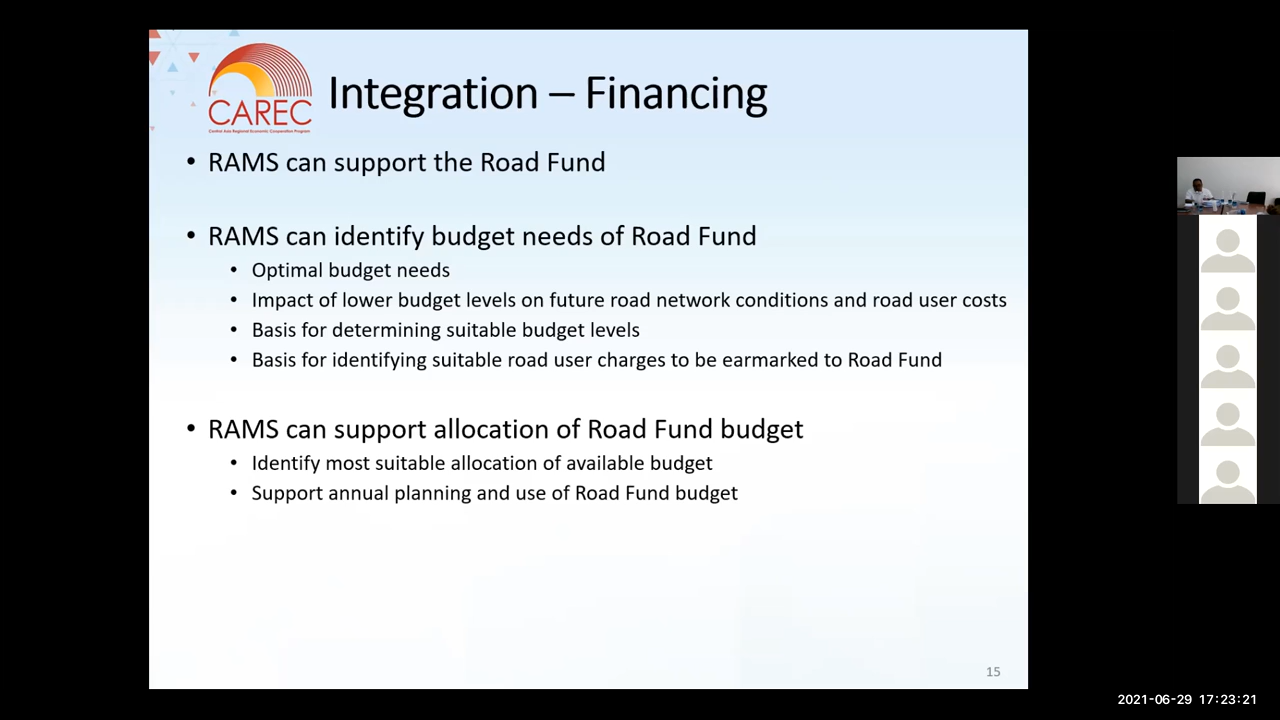 CAREC
Central Asia Regional Economic Cooperation Program
Integration – Financing
• RAMS can support the Road Fund
• RAMS can identify budget needs of Road Fund
• Optimal budget needs
• Impact of lower budget levels on future road network conditions and road user costs
• Basis for determining suitable budget levels
• Basis for identifying suitable road user charges to be earmarked to Road Fund
• RAMS can support allocation of Road Fund budget
• Identify most suitable allocation of available budget
• Support annual planning and use of Road Fund budget
15
2021-06-29 17:23:21